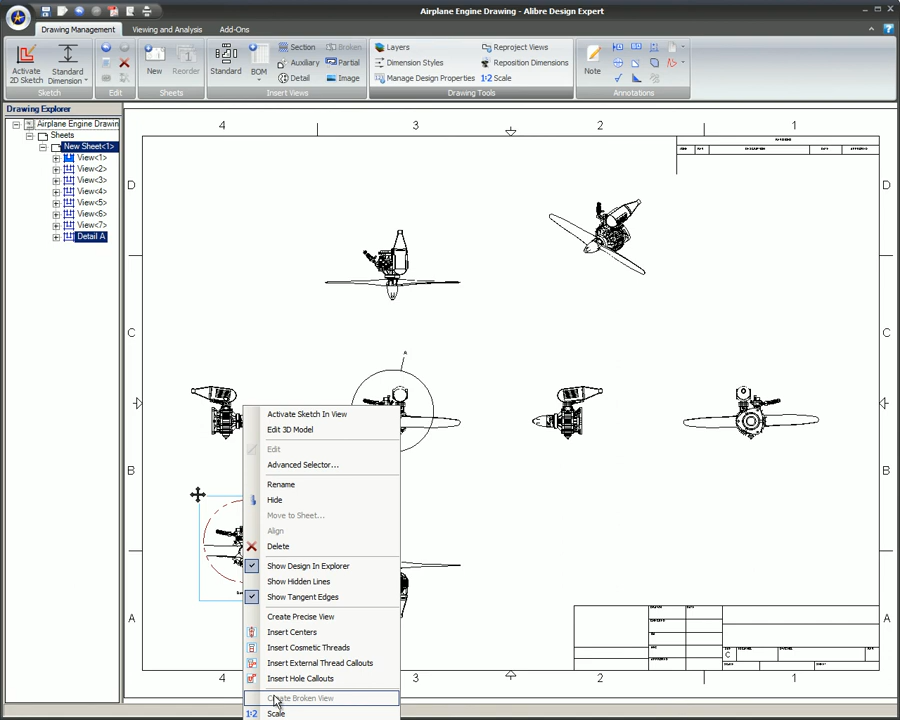 Airplane Engine Drawing - Alibre Design Expert
Drawing Management
Viewing and Analysis
Add-Ons
Activate
2D Sketch
Standard
Dimension
New
Reorder
Standard
BOM
Section
Broken
Auxiliary
Partial
Detail
Image
Layers
Dimension Styles
Manage Design Properties
Reproject Views
Reposition Dimensions
1:2 Scale
Note
Sketch
Edit
Sheets
Insert Views
Drawing Tools
Annotations
Drawing Explorer
Airplane Engine Drawin
Sheets
New Sheet<1>
View<1>
View<2>
View<3>
View<4>
View<5>
View<6>
View<7>
Detail A
4 3 2 1
D D
C C
B B
A A
A
Activate Sketch In View
Edit 3D Model
Edit
Advanced Selector...
Rename
Hide
Move to Sheet...
Align
Delete
Show Design In Explorer
Show Hidden Lines
Show Tangent Edges
Create Precise View
Insert Centers
Insert Cosmetic Threads
Insert External Thread Callouts
Insert Hole Callouts
Create Broken View
1:2 Scale
C
4 3 2 1